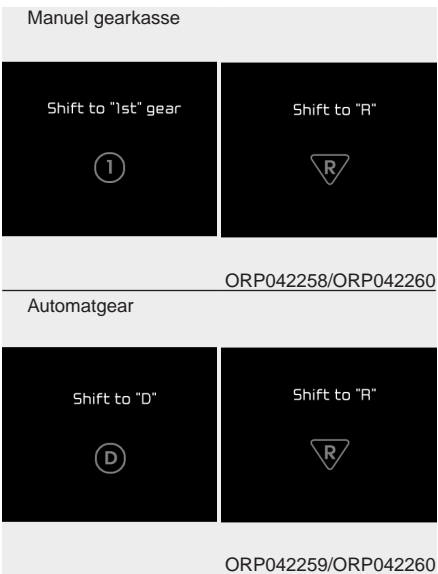 Manuel gearkasse
Shift to "1st" gear
1
Shift to "R"
R
ORP042258/ORP042260
Automatgear
Shift to "D"
D
Shift to "R"
R
ORP042259/ORP042260